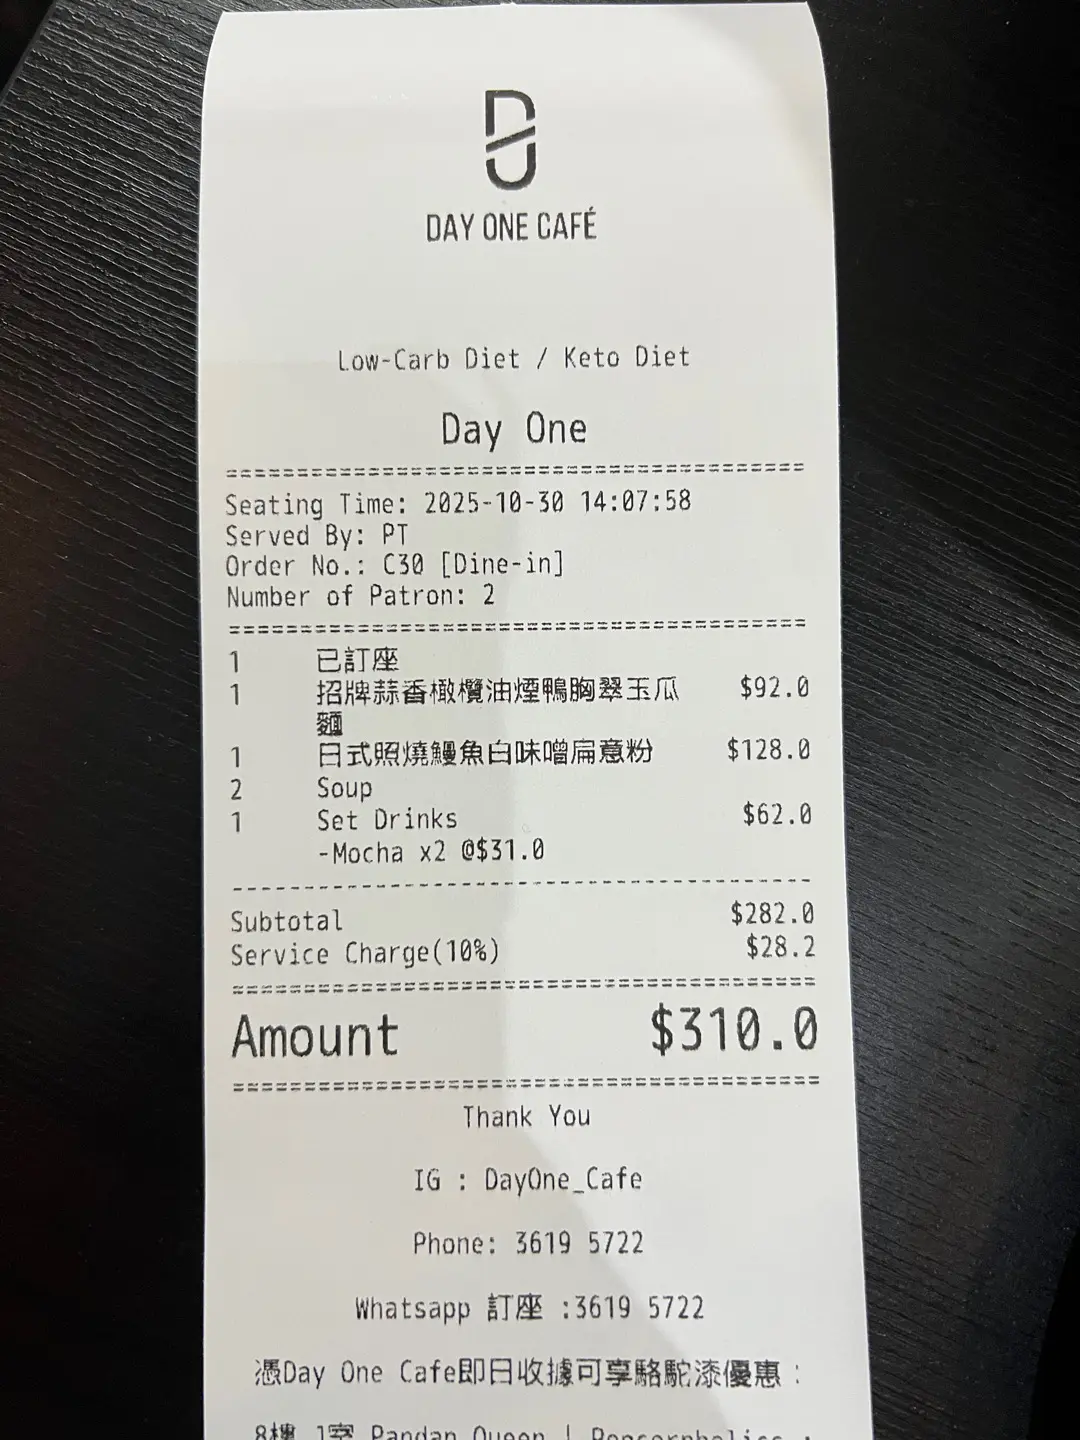 DAY ONE CAFÉ
Low-Carb Diet / Keto Diet
Day One
Seating Time: 2025-10-30 14:07:58
Served By: PT
Order No.: C30 [Dine-in]
Number of Patron: 2
1 已訂座
1 招牌蒜香橄欖油煙鴨胸翠玉瓜 $92.0
麵
1 日式照燒鰻魚白味噌扁意粉 $128.0
2 Soup
1 Set Drinks $62.0
-Mocha x2 @$31.0
Subtotal $282.0
Service Charge(10%) $28.2
Amount $310.0
Thank You
IG : DayOne_Cafe
Phone: 3619 5722
Whatsapp 訂座 :3619 5722
憑Day One Cafe即日收據可享駱駝漆優惠：
8樓 1室 Pandan Queen |